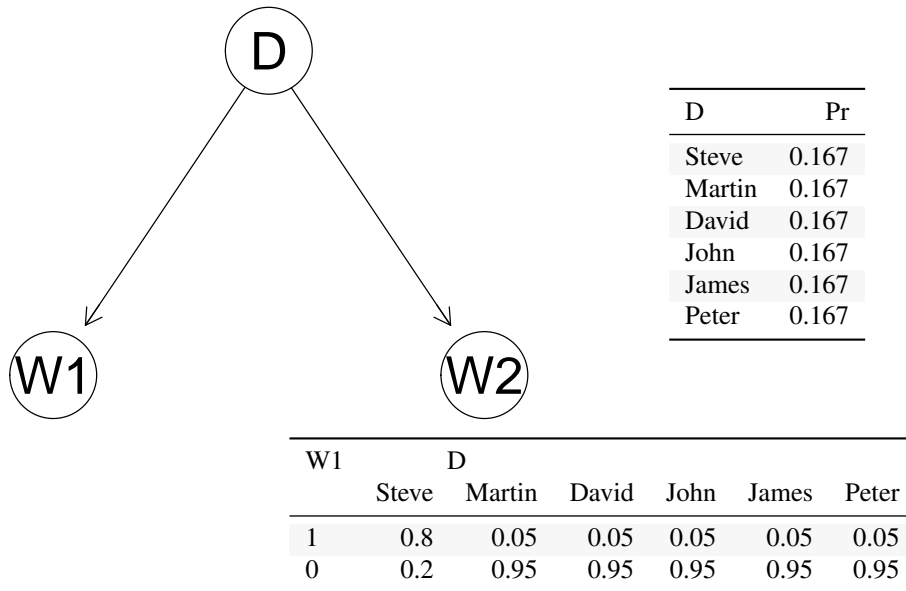 D
W1
W2
D Pr
Steve 0.167
Martin 0.167
David 0.167
John 0.167
James 0.167
Peter 0.167
W1 D
Steve Martin David John James Peter
1 0.8 0.05 0.05 0.05 0.05 0.05
0 0.2 0.95 0.95 0.95 0.95 0.95